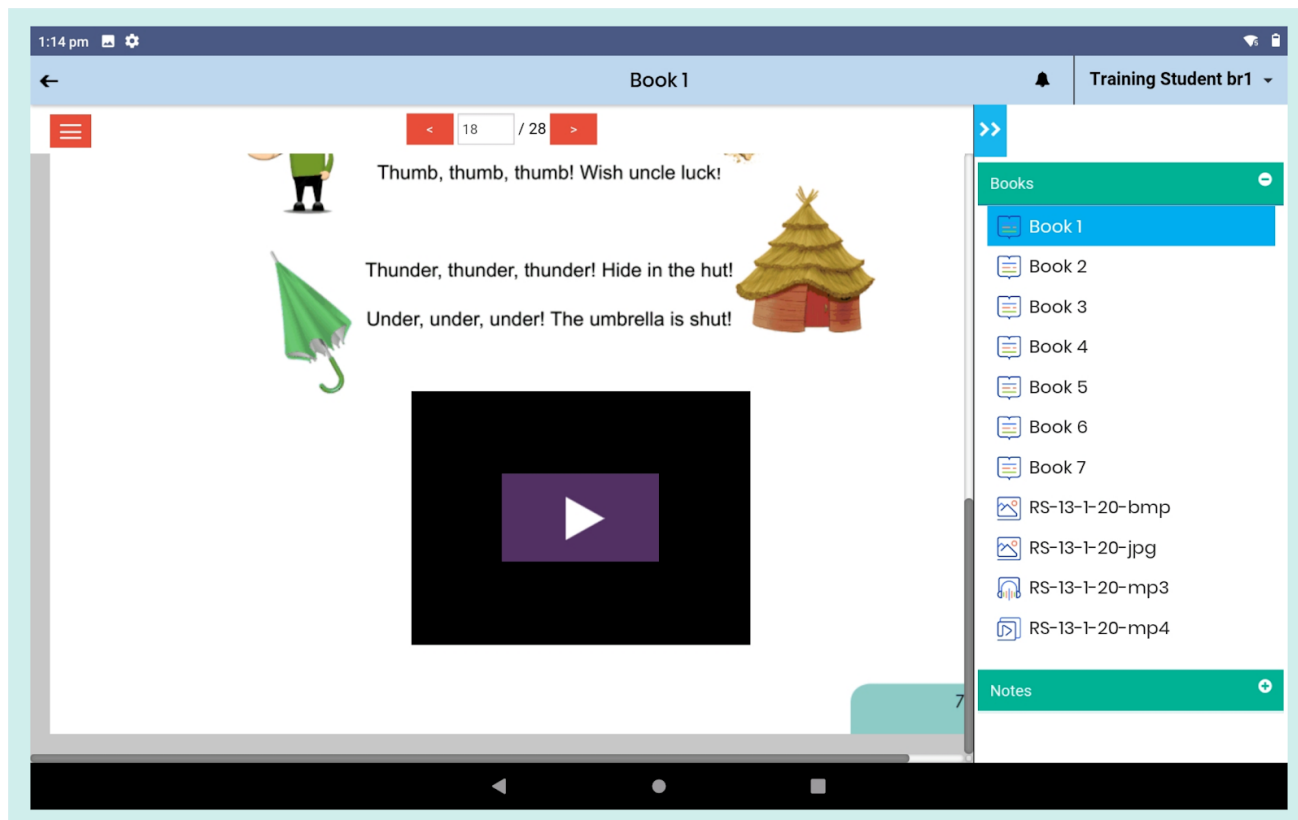 1:14 pm
Book 1
Training Student br1
< 18 / 28 >
Thumb, thumb, thumb! Wish uncle luck!
Thunder, thunder, thunder! Hide in the hut!
Under, under, under! The umbrella is shut!
7
Books
Book 1
Book 2
Book 3
Book 4
Book 5
Book 6
Book 7
RS-13-1-20-bmp
RS-13-1-20-jpg
RS-13-1-20-mp3
RS-13-1-20-mp4
Notes